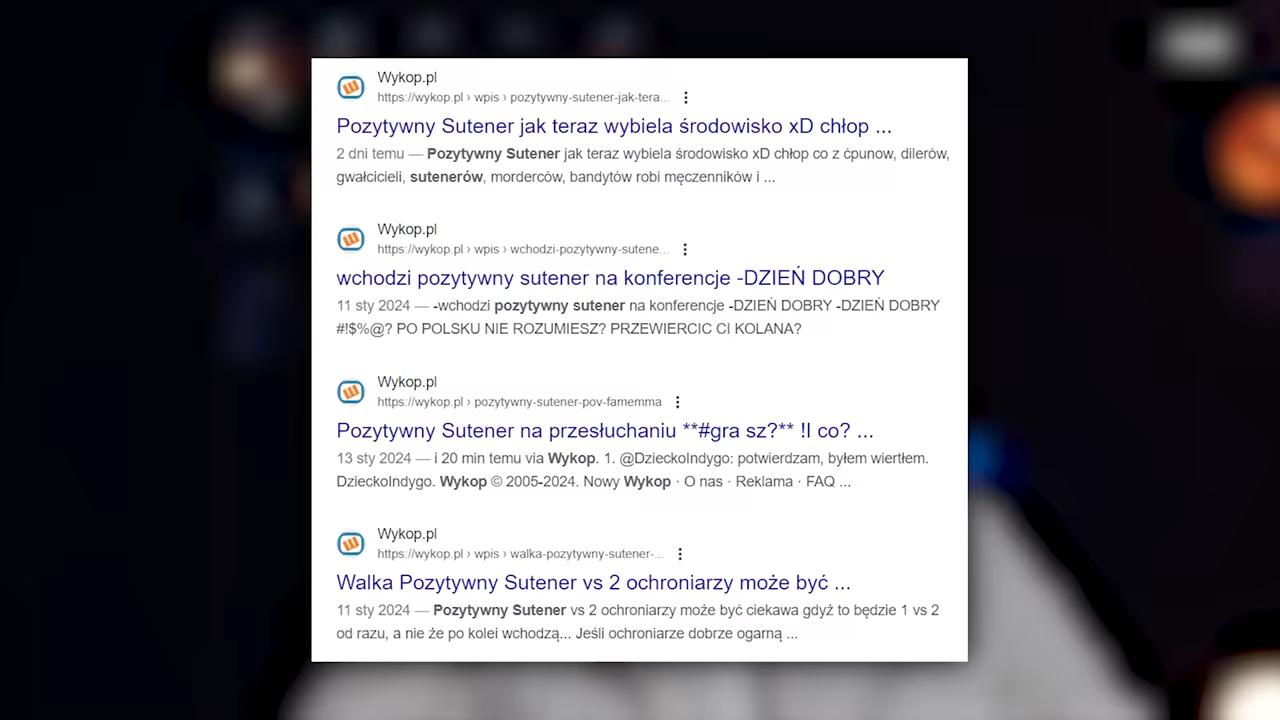 Wykop.pl
https://wykop.pl › wpis › pozytywny-sutener-jak-tera...
Pozytywny Sutener jak teraz wybiela środowisko xD chłop ...
2 dni temu — Pozytywny Sutener jak teraz wybiela środowisko xD chłop co z ćpunow, dilerów,
gwałcicieli, sutenerów, morderców, bandytów robi męczenników i ...
Wykop.pl
https://wykop.pl › wpis › wchodzi-pozytywny-sutene...
wchodzi pozytywny sutener na konferencje -DZIEŃ DOBRY
11 sty 2024 — -wchodzi pozytywny sutener na konferencje -DZIEŃ DOBRY -DZIEŃ DOBRY
#!$%@? PO POLSKU NIE ROZUMIESZ? PRZEWIERCIC CI KOLANA?
Wykop.pl
https://wykop.pl › pozytywny-sutener-pov-famemma
Pozytywny Sutener na przesłuchaniu **#gra sz?** !I co? ...
13 sty 2024 — i 20 min temu via Wykop. 1. @DzieckoIndygo: potwierdzam, byłem wiertłem.
DzieckoIndygo. Wykop © 2005-2024. Nowy Wykop · O nas · Reklama · FAQ ...
Wykop.pl
https://wykop.pl › wpis › walka-pozytywny-sutener-...
Walka Pozytywny Sutener vs 2 ochroniarzy może być ...
11 sty 2024 — Pozytywny Sutener vs 2 ochroniarzy może być ciekawa gdyż to będzie 1 vs 2
od razu, a nie że po kolei wchodzą... Jeśli ochroniarze dobrze ogarną ...